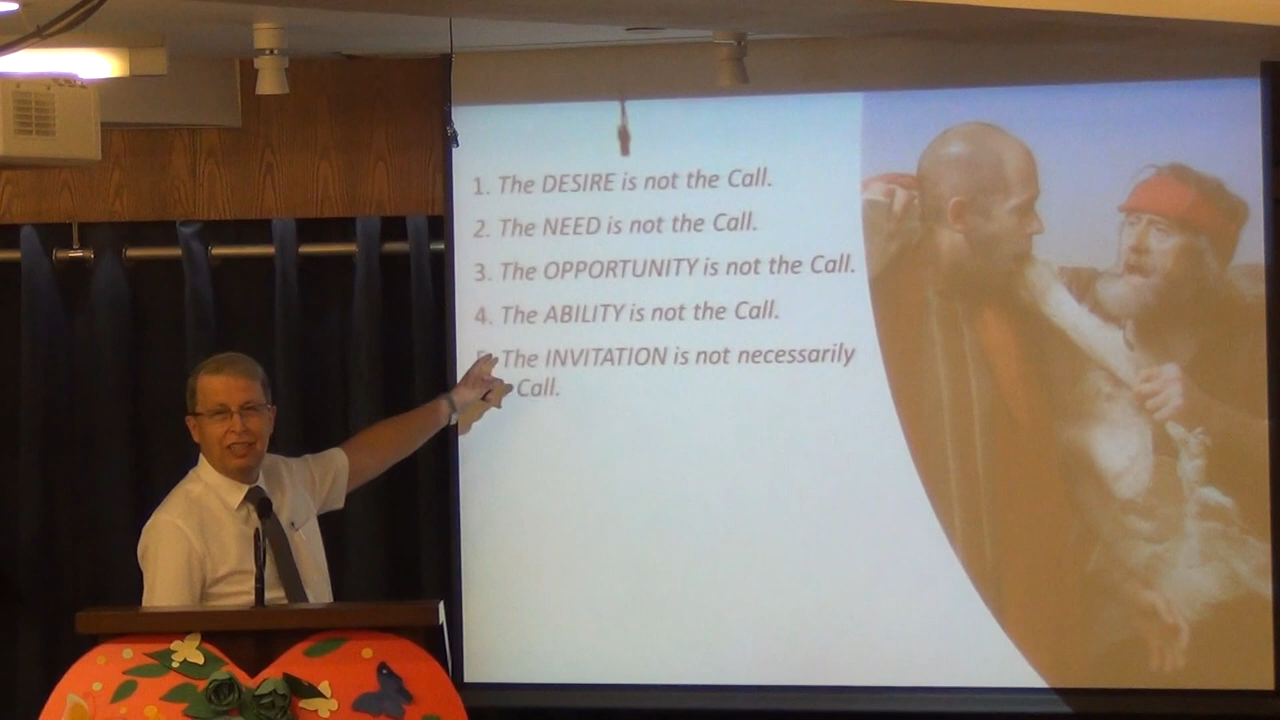 1. The DESIRE is not the Call.
2. The NEED is not the Call.
3. The OPPORTUNITY is not the Call.
4. The ABILITY is not the Call.
The INVITATION is not necessarily
Call.